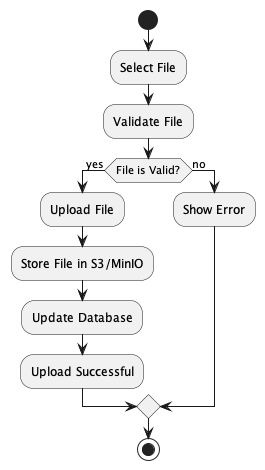 Select File
Validate File
File is Valid?
yes
no
Upload File
Show Error
Store File in S3/MinIO
Update Database
Upload Successful